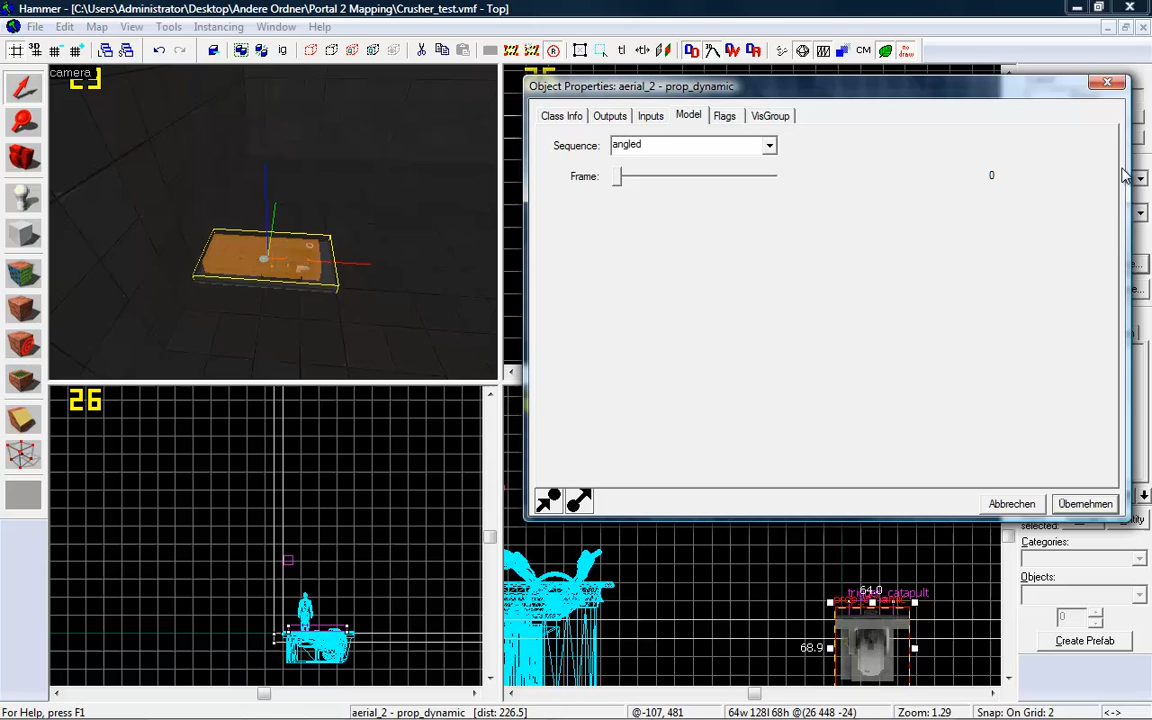 Hammer - [C:\Users\Administrator\Desktop\Andere Ordner\Portal 2 Mapping\Crusher_test.vmf - Top]
File Edit Map View Tools Instancing Window Help
camera
26
Object Properties: aerial_2 - prop_dynamic
Class Info Outputs Inputs Model Flags VisGroup
Sequence: angled
Frame: 0
Abbrechen Übernehmen
selected:
Categories:
Objects:
0
Create Prefab
64.0
68.9
For Help, press F1
aerial_2 - prop_dynamic [dist: 226.5]
@-107, 481
64w 128l 68h @(26 448 -24)
Zoom: 1.29
Snap: On Grid: 2
<->